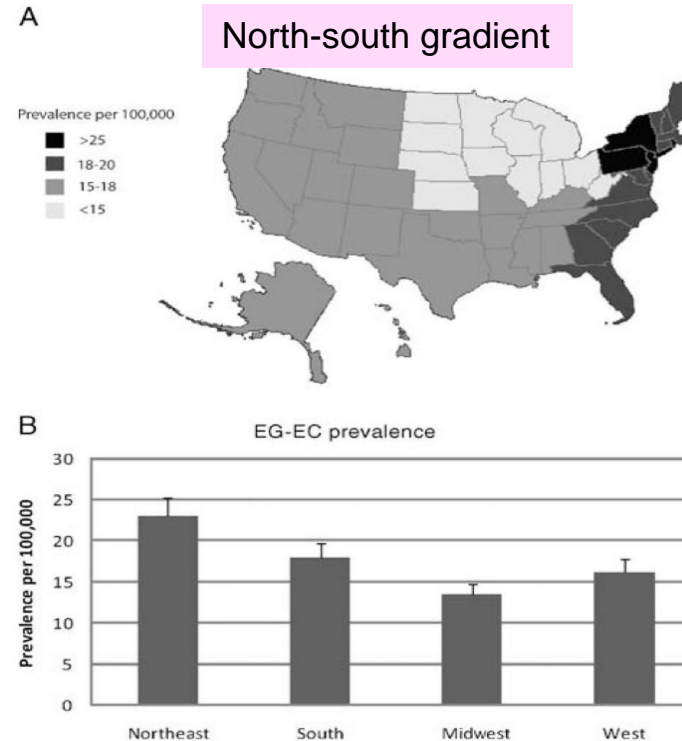 A
North-south gradient
Prevalence per 100,000
>25
18-20
15-18
<15
B
EG-EC prevalence
Prevalence per 100,000
30
25
20
15
10
5
0
Northeast South Midwest West